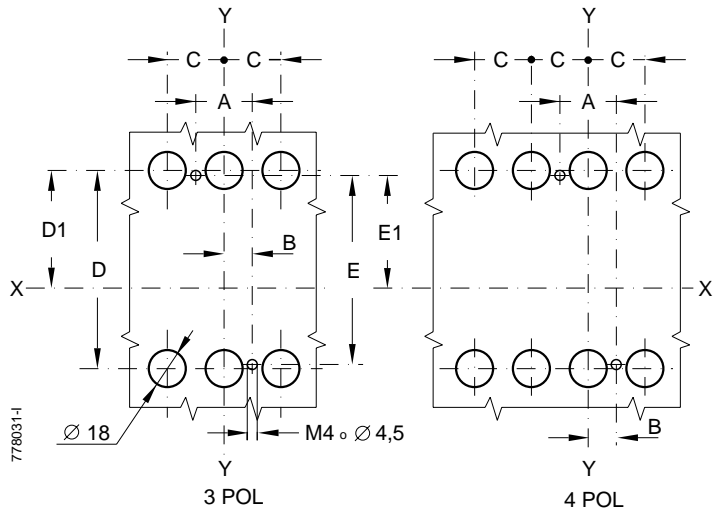 Y Y
C C C C C
A A
D1 D B E E1
X X
Ø 18 M4 o Ø 4,5 B
Y Y
3 POL 4 POL
778031-I